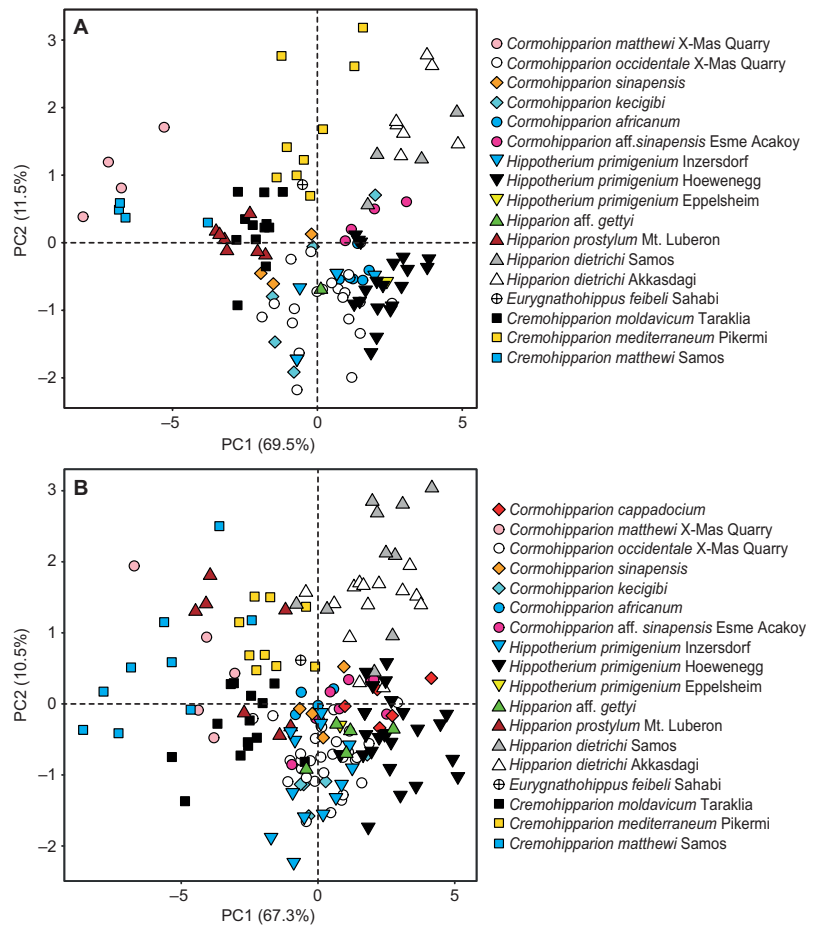 A
3
2
1
0
–1
–2
PC2 (11.5%)
–5
0
5
PC1 (69.5%)
Cormohipparion matthewi X-Mas Quarry
Cormohipparion occidentale X-Mas Quarry
Cormohipparion sinapensis
Cormohipparion kecigibi
Cormohipparion africanum
Cormohipparion aff.sinapensis Esme Acakoy
Hippotherium primigenium Inzersdorf
Hippotherium primigenium Hoewenegg
Hippotherium primigenium Eppelsheim
Hipparion aff. gettyi
Hipparion prostylum Mt. Luberon
Hipparion dietrichi Samos
Hipparion dietrichi Akkasdagi
Eurygnathohippus feibeli Sahabi
Cremohipparion moldavicum Taraklia
Cremohipparion mediterraneum Pikermi
Cremohipparion matthewi Samos
B
3
2
1
0
–1
–2
PC2 (10.5%)
–5
0
5
PC1 (67.3%)
Cormohipparion cappadocium
Cormohipparion matthewi X-Mas Quarry
Cormohipparion occidentale X-Mas Quarry
Cormohipparion sinapensis
Cormohipparion kecigibi
Cormohipparion africanum
Cormohipparion aff. sinapensis Esme Acakoy
Hippotherium primigenium Inzersdorf
Hippotherium primigenium Hoewenegg
Hippotherium primigenium Eppelsheim
Hipparion aff. gettyi
Hipparion prostylum Mt. Luberon
Hipparion dietrichi Samos
Hipparion dietrichi Akkasdagi
Eurygnathohippus feibeli Sahabi
Cremohipparion moldavicum Taraklia
Cremohipparion mediterraneum Pikermi
Cremohipparion matthewi Samos